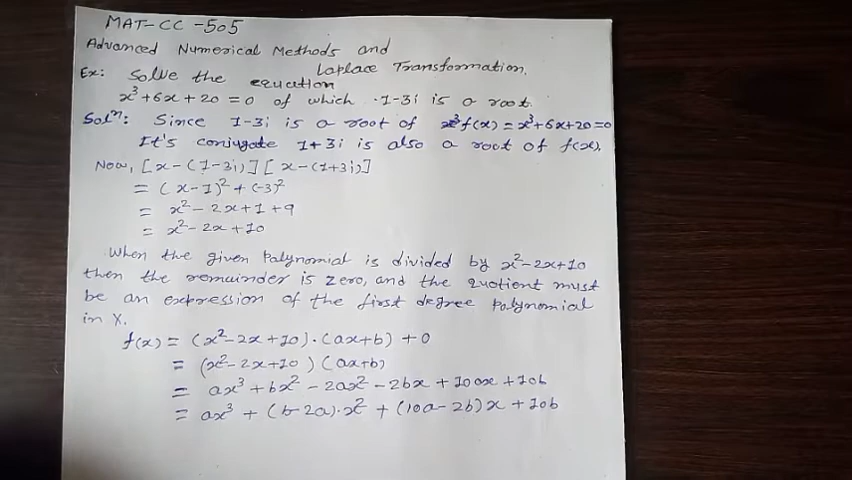 MAT-CC-505
Advanced Numerical Methods and
Laplace Transformation.
Ex: Solve the equation
x³+6x+20=0 of which 1-3i is a root.
Solⁿ: Since 1-3i is a root of f(x)=x³+6x+20=0
It's conjugate 1+3i is also a root of f(x).
Now, [x-(1-3i)][x-(1+3i)]
= (x-1)²+(-3)²
= x²-2x+1+9
= x²-2x+10
When the given Polynomial is divided by x²-2x+10
then the remainder is zero, and the quotient must
be an expression of the first degree Polynomial
in X.
f(x) = (x²-2x+10).(ax+b)+0
= (x²-2x+10)(ax+b)
= ax³+bx²-2ax²-2bx+10ax+10b
= ax³+(b-2a).x²+(10a-2b)x+10b